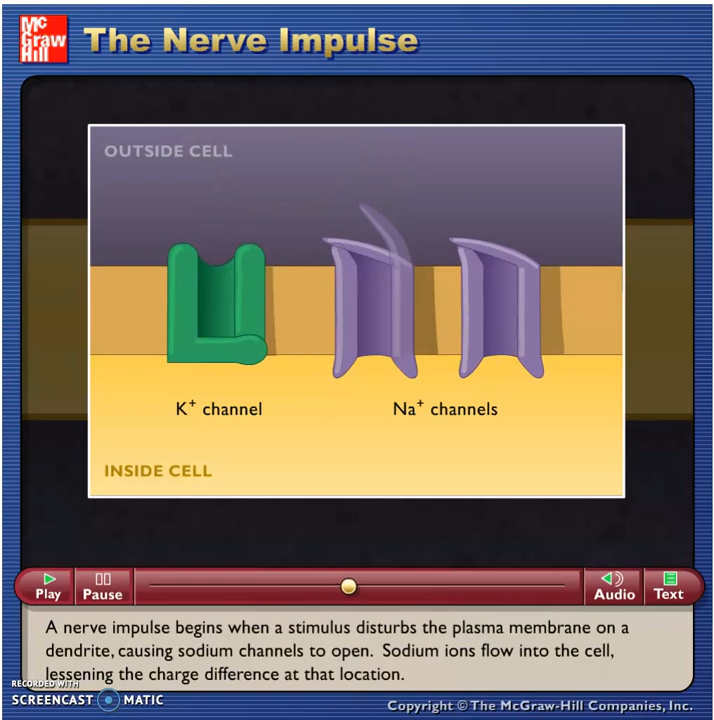 Mc
Graw
Hill
The Nerve Impulse
OUTSIDE CELL
K⁺ channel
Na⁺ channels
INSIDE CELL
Play
Pause
Audio
Text
A nerve impulse begins when a stimulus disturbs the plasma membrane on a
dendrite, causing sodium channels to open. Sodium ions flow into the cell,
lessening the charge difference at that location.
RECORDED WITH
SCREENCAST MATIC
Copyright © The McGraw-Hill Companies, Inc.